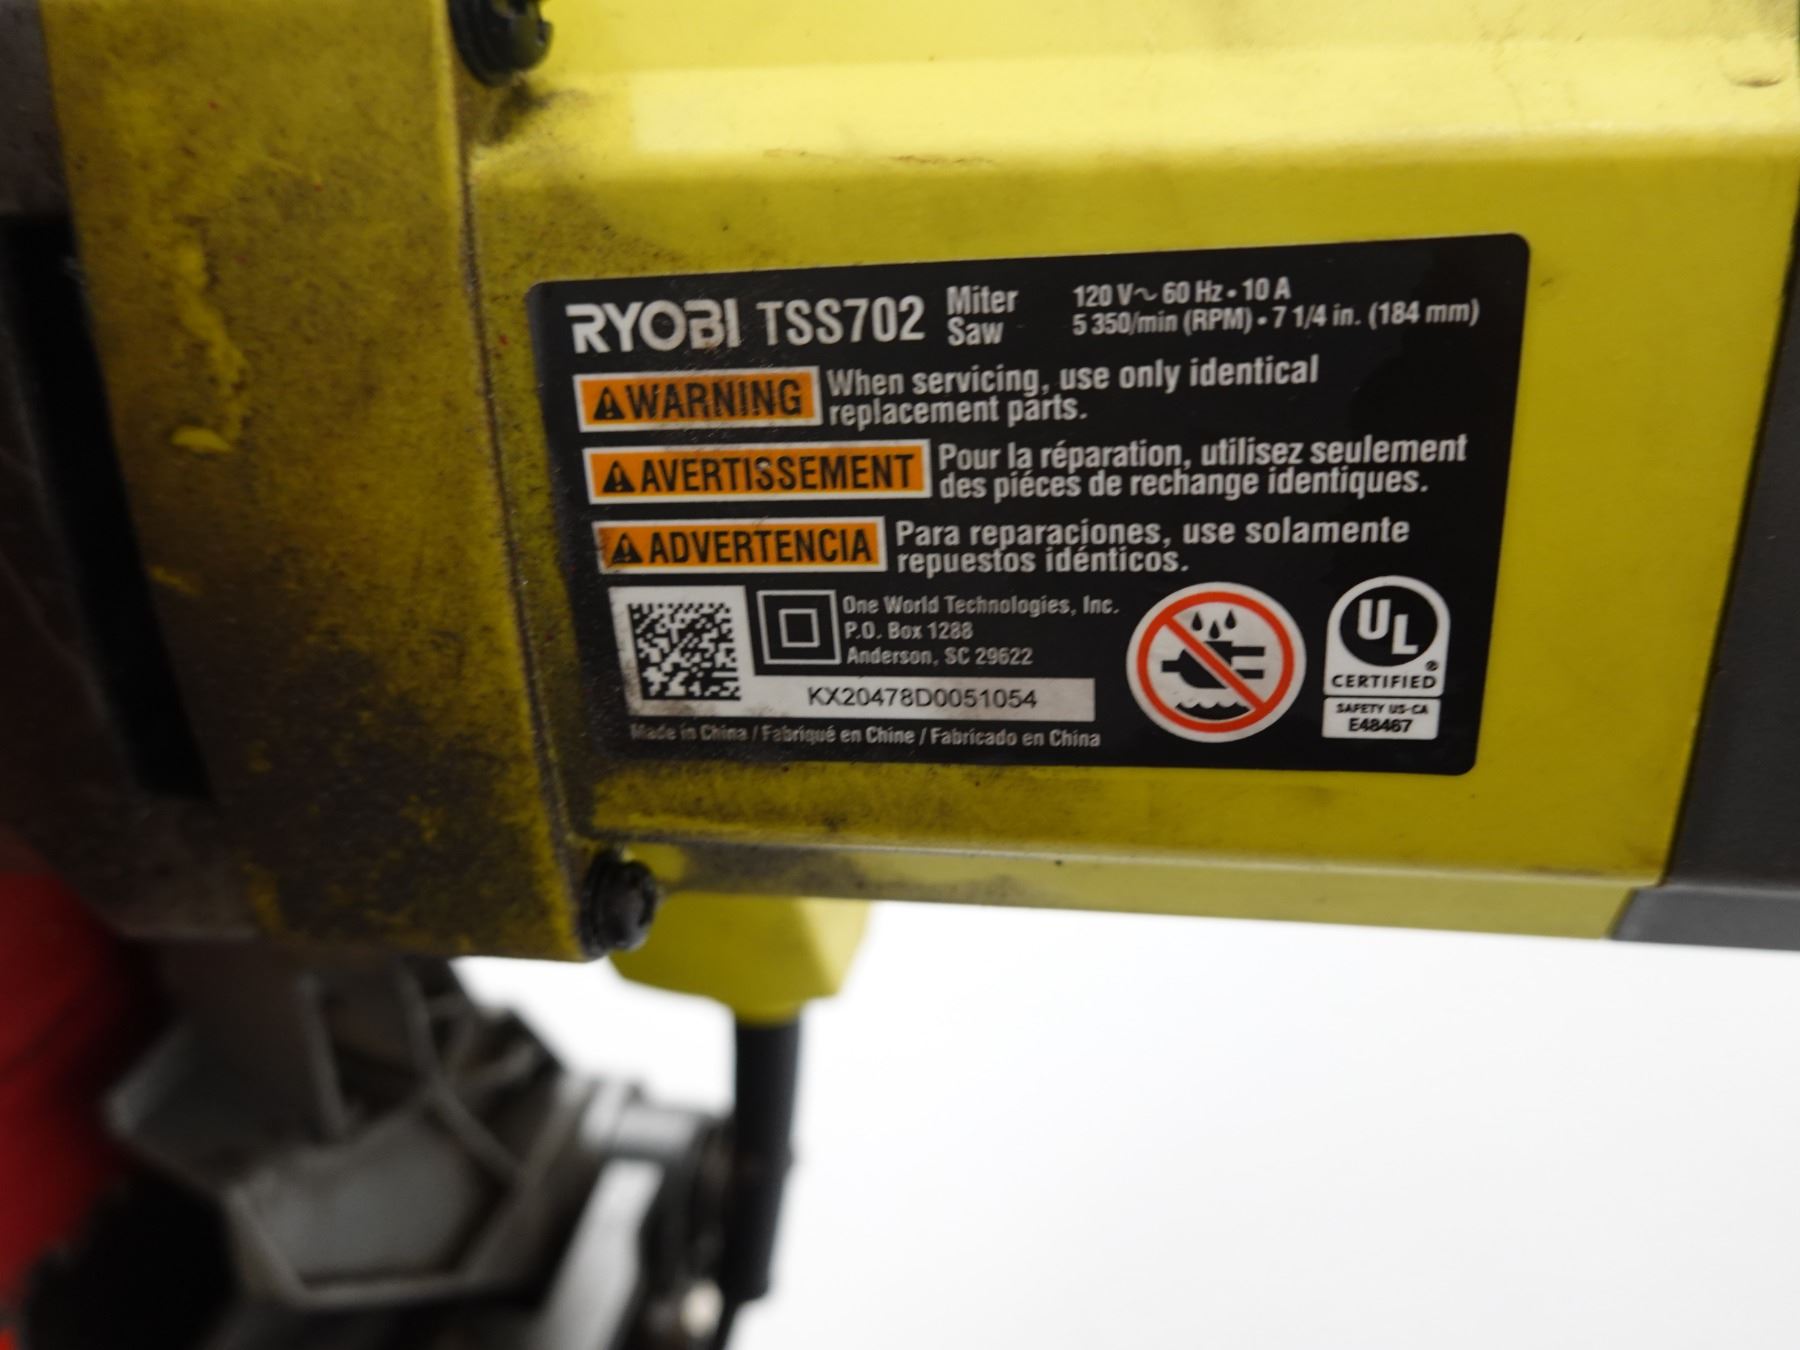 RYOBI TSS702 Miter Saw
120 V~ 60 Hz • 10 A
5 350/min (RPM) • 7 1/4 in. (184 mm)
WARNING When servicing, use only identical
replacement parts.
AVERTISSEMENT Pour la réparation, utilisez seulement
des piéces de rechange identiques.
ADVERTENCIA Para reparaciones, use solamente
repuestos idénticos.
One World Technologies, Inc.
P.O. Box 1288
Anderson, SC 29622
KX20478D0051054
Made in China / Fabriqué en Chine / Fabricado en China
UL
®
CERTIFIED
SAFETY US-CA
E48467